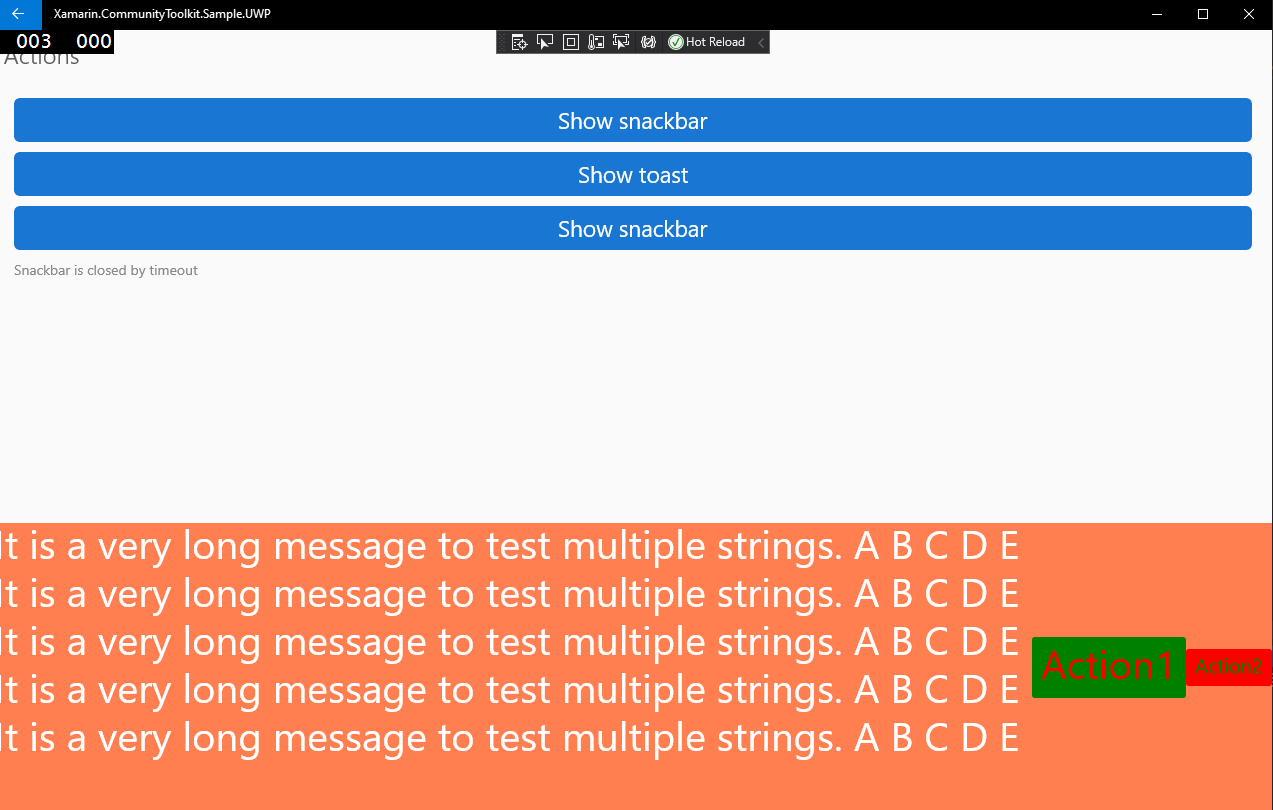 Xamarin.CommunityToolkit.Sample.UWP
003 000
Hot Reload
Actions
Show snackbar
Show toast
Show snackbar
Snackbar is closed by timeout
It is a very long message to test multiple strings. A B C D E
It is a very long message to test multiple strings. A B C D E
It is a very long message to test multiple strings. A B C D E
It is a very long message to test multiple strings. A B C D E
It is a very long message to test multiple strings. A B C D E
Action1
Action2